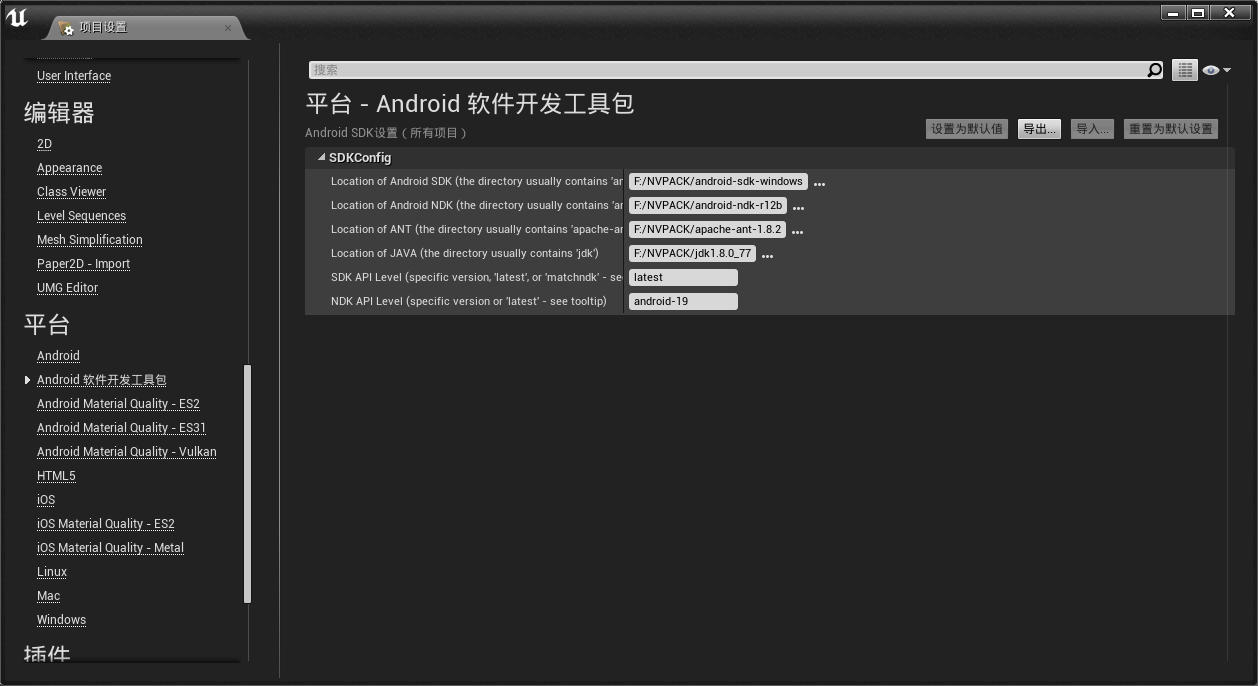 项目设置
User Interface
编辑器
2D
Appearance
Class Viewer
Level Sequences
Mesh Simplification
Paper2D - Import
UMG Editor
平台
Android
Android 软件开发工具包
Android Material Quality - ES2
Android Material Quality - ES31
Android Material Quality - Vulkan
HTML5
iOS
iOS Material Quality - ES2
iOS Material Quality - Metal
Linux
Mac
Windows
插件
搜索
平台 - Android 软件开发工具包
Android SDK设置 ( 所有项目 )
设置为默认值 导出... 导入... 重置为默认设置
SDKConfig
Location of Android SDK (the directory usually contains 'an F:/NVPACK/android-sdk-windows ...
Location of Android NDK (the directory usually contains 'an F:/NVPACK/android-ndk-r12b ...
Location of ANT (the directory usually contains 'apache-an F:/NVPACK/apache-ant-1.8.2 ...
Location of JAVA (the directory usually contains 'jdk') F:/NVPACK/jdk1.8.0_77 ...
SDK API Level (specific version, 'latest', or 'matchndk' - see latest
NDK API Level (specific version or 'latest' - see tooltip) android-19